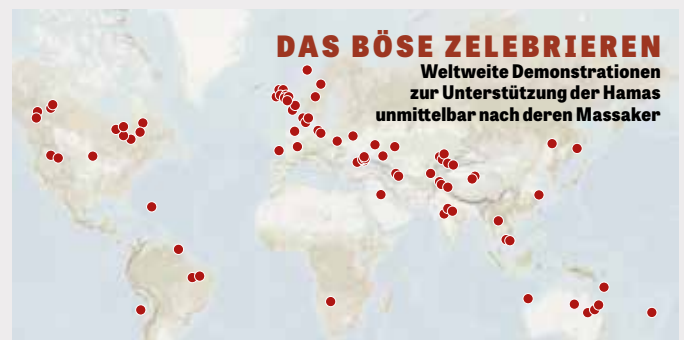 DAS BÖSE ZELEBRIEREN
Weltweite Demonstrationen
zur Unterstützung der Hamas
unmittelbar nach deren Massaker